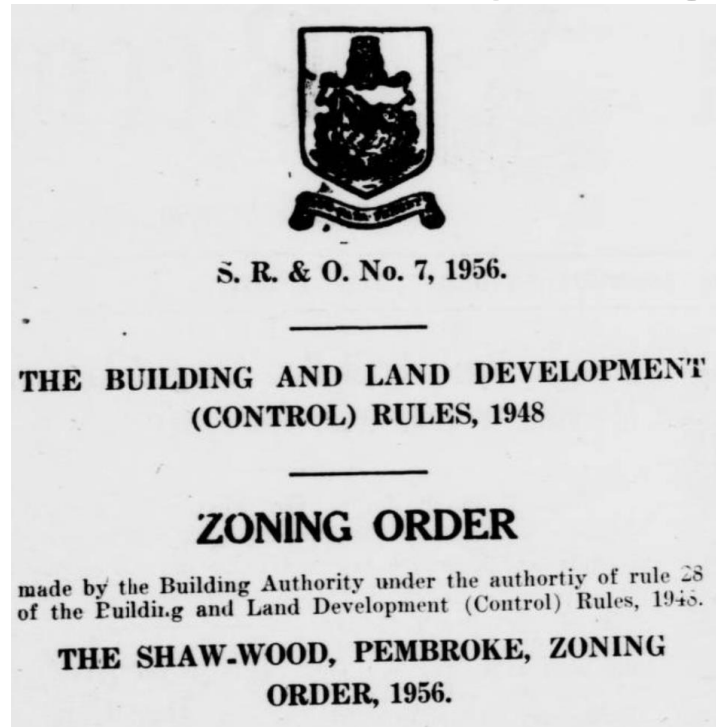 S. R. & O. No. 7, 1956.
THE BUILDING AND LAND DEVELOPMENT
(CONTROL) RULES, 1948
ZONING ORDER
made by the Building Authority under the authortiy of rule 28
of the Building and Land Development (Control) Rules, 1948.
THE SHAW-WOOD, PEMBROKE, ZONING
ORDER, 1956.